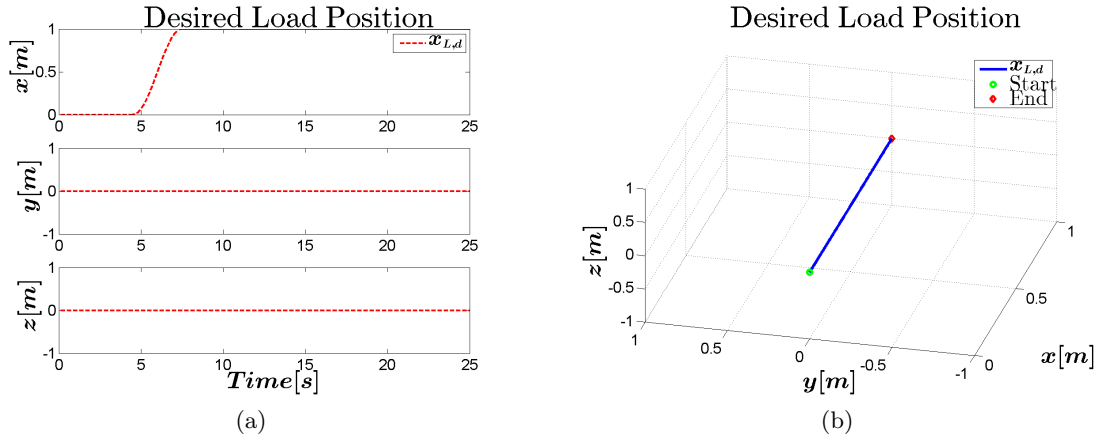 Desired Load Position
x[m]
1
0.5
0
x_{L,d}
0 5 10 15 20 25
y[m]
1
0
-1
0 5 10 15 20 25
z[m]
1
0
-1
0 5 10 15 20 25
Time[s]
(a)
Desired Load Position
x_{L,d}
Start
End
z[m]
1
0.5
0
-0.5
-1
1 0.5 0 -0.5 -1
y[m]
0 0.5 1
x[m]
(b)